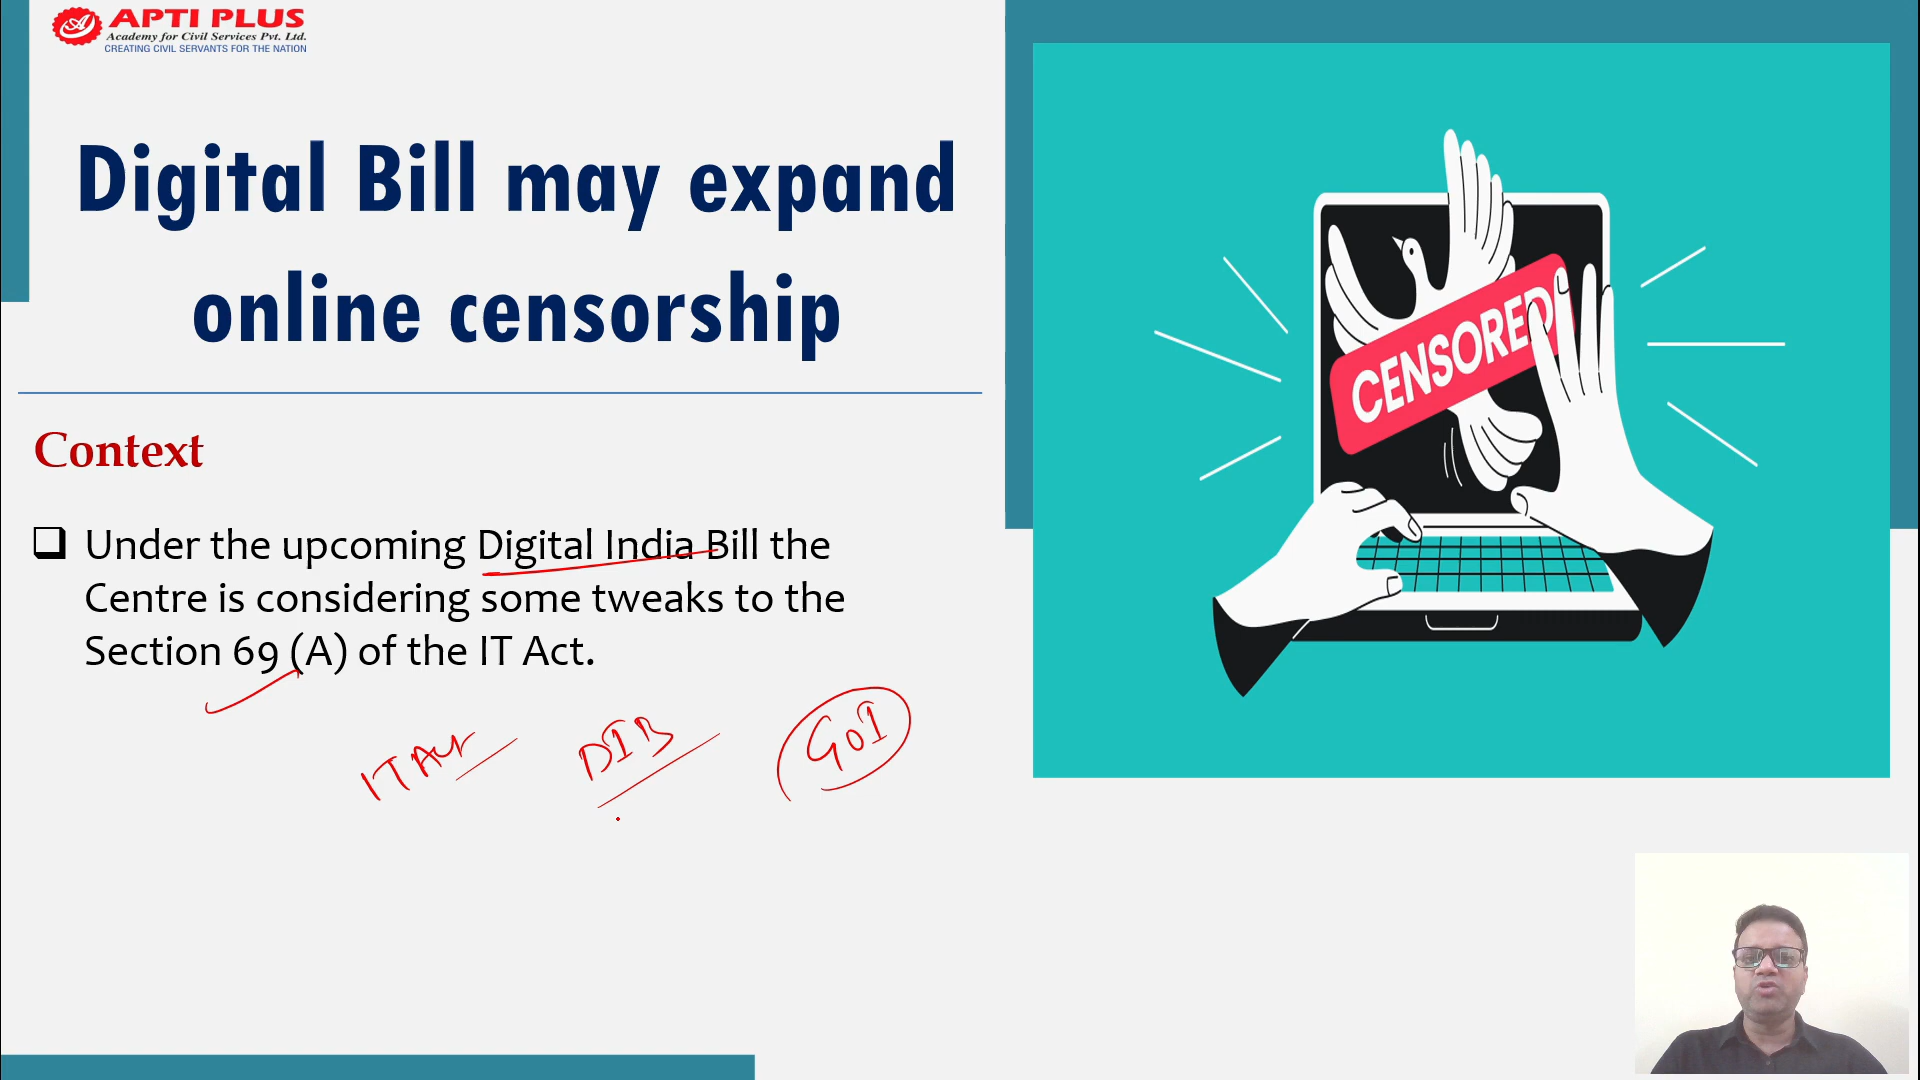 APTI PLUS
Academy for Civil Services Pvt. Ltd.
CREATING CIVIL SERVANTS FOR THE NATION
Digital Bill may expand
online censorship
CENSORED
Context
Under the upcoming Digital India Bill the
Centre is considering some tweaks to the
Section 69 (A) of the IT Act.
IT Act DIB GOI